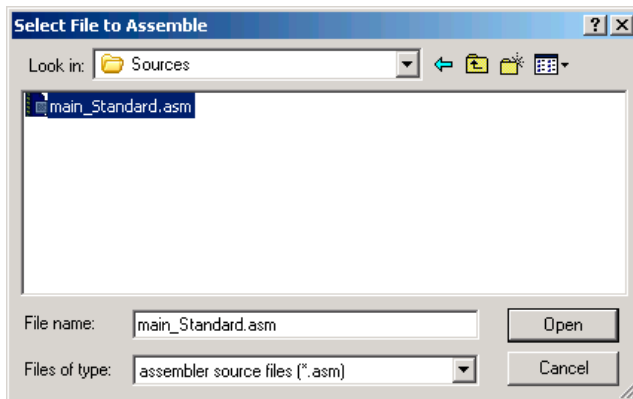 Select File to Assemble
Look in: Sources
main_Standard.asm
File name: main_Standard.asm Open
Files of type: assembler source files (*.asm) Cancel